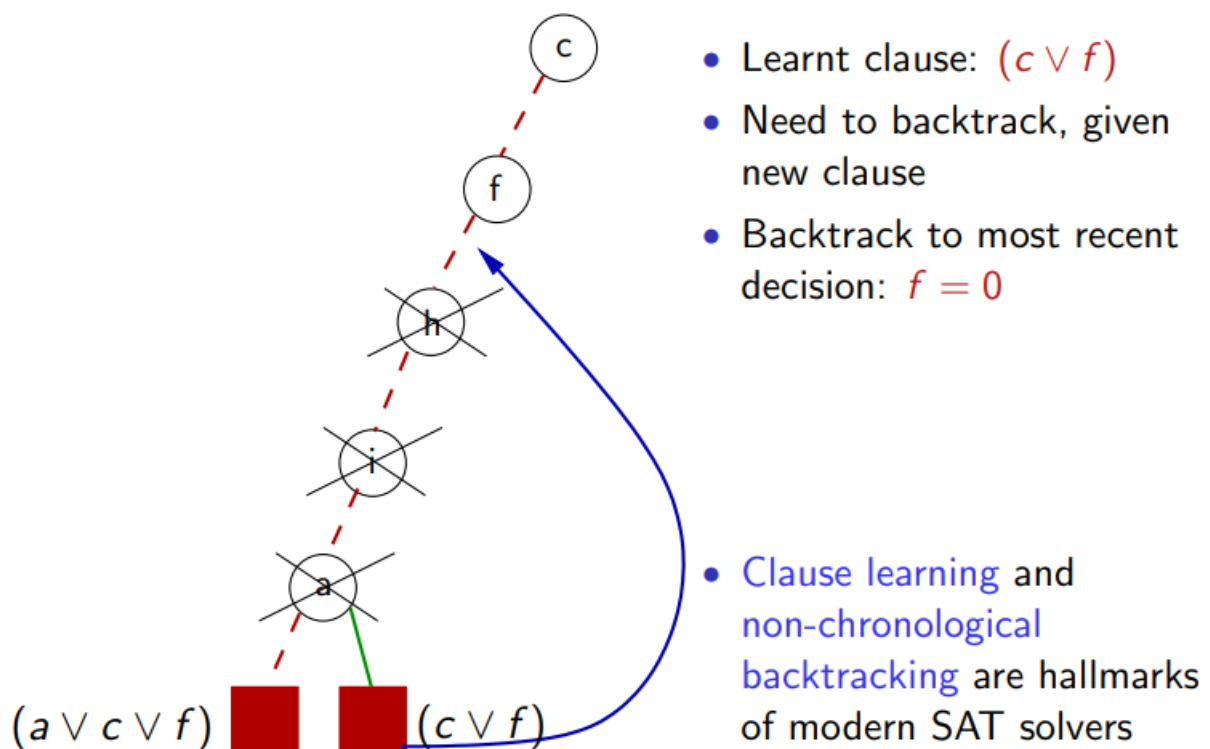 c
f
h
i
a
(a ∨ c ∨ f)
(c ∨ f)
• Learnt clause: (c ∨ f)
• Need to backtrack, given
new clause
• Backtrack to most recent
decision: f = 0
• Clause learning and
non-chronological
backtracking are hallmarks
of modern SAT solvers